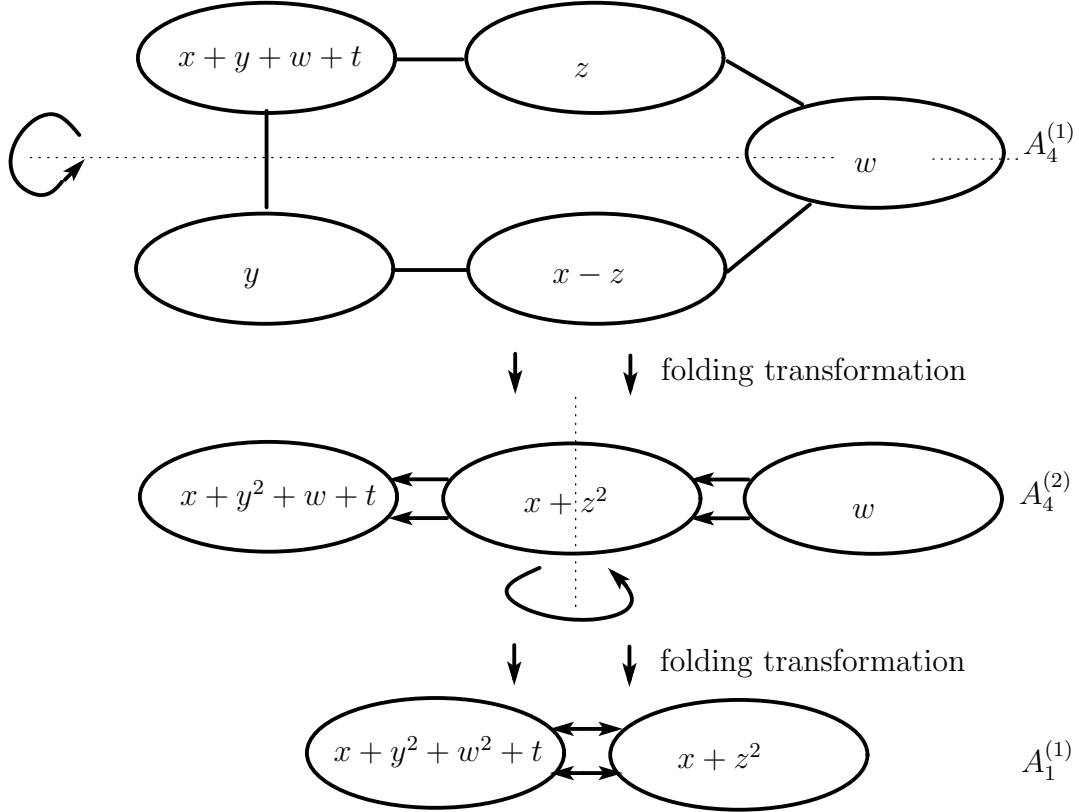 x + y + w + t
z
w
A_4^{(1)}
y
x − z
folding transformation
x + y^2 + w + t
x + z^2
w
A_4^{(2)}
folding transformation
x + y^2 + w^2 + t
x + z^2
A_1^{(1)}